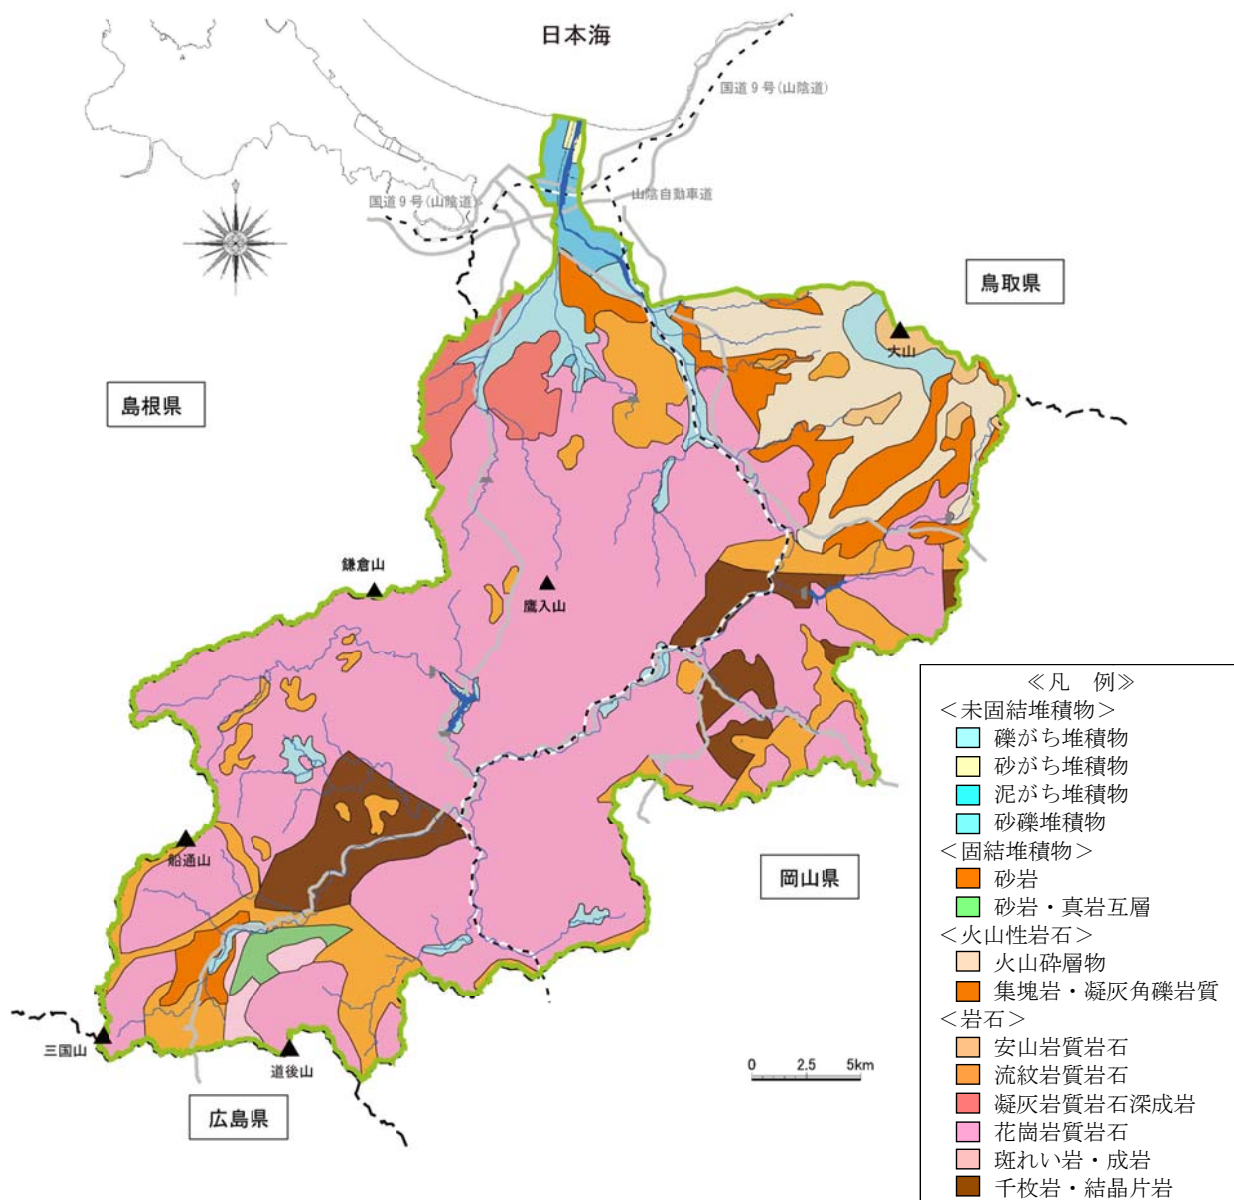 日本海
国道9号(山陰道)
山陰自動車道
国道9号(山陰道)
鳥取県
大山
島根県
鎌倉山
鷹入山
船通山
岡山県
三国山
道後山
広島県
0 2.5 5km
≪凡 例≫
<未固結堆積物>
礫がち堆積物
砂がち堆積物
泥がち堆積物
砂礫堆積物
<固結堆積物>
砂岩
砂岩・真岩互層
<火山性岩石>
火山砕層物
集塊岩・凝灰角礫岩質
<岩石>
安山岩質岩石
流紋岩質岩石
凝灰岩質岩石深成岩
花崗岩質岩石
斑れい岩・成岩
千枚岩・結晶片岩